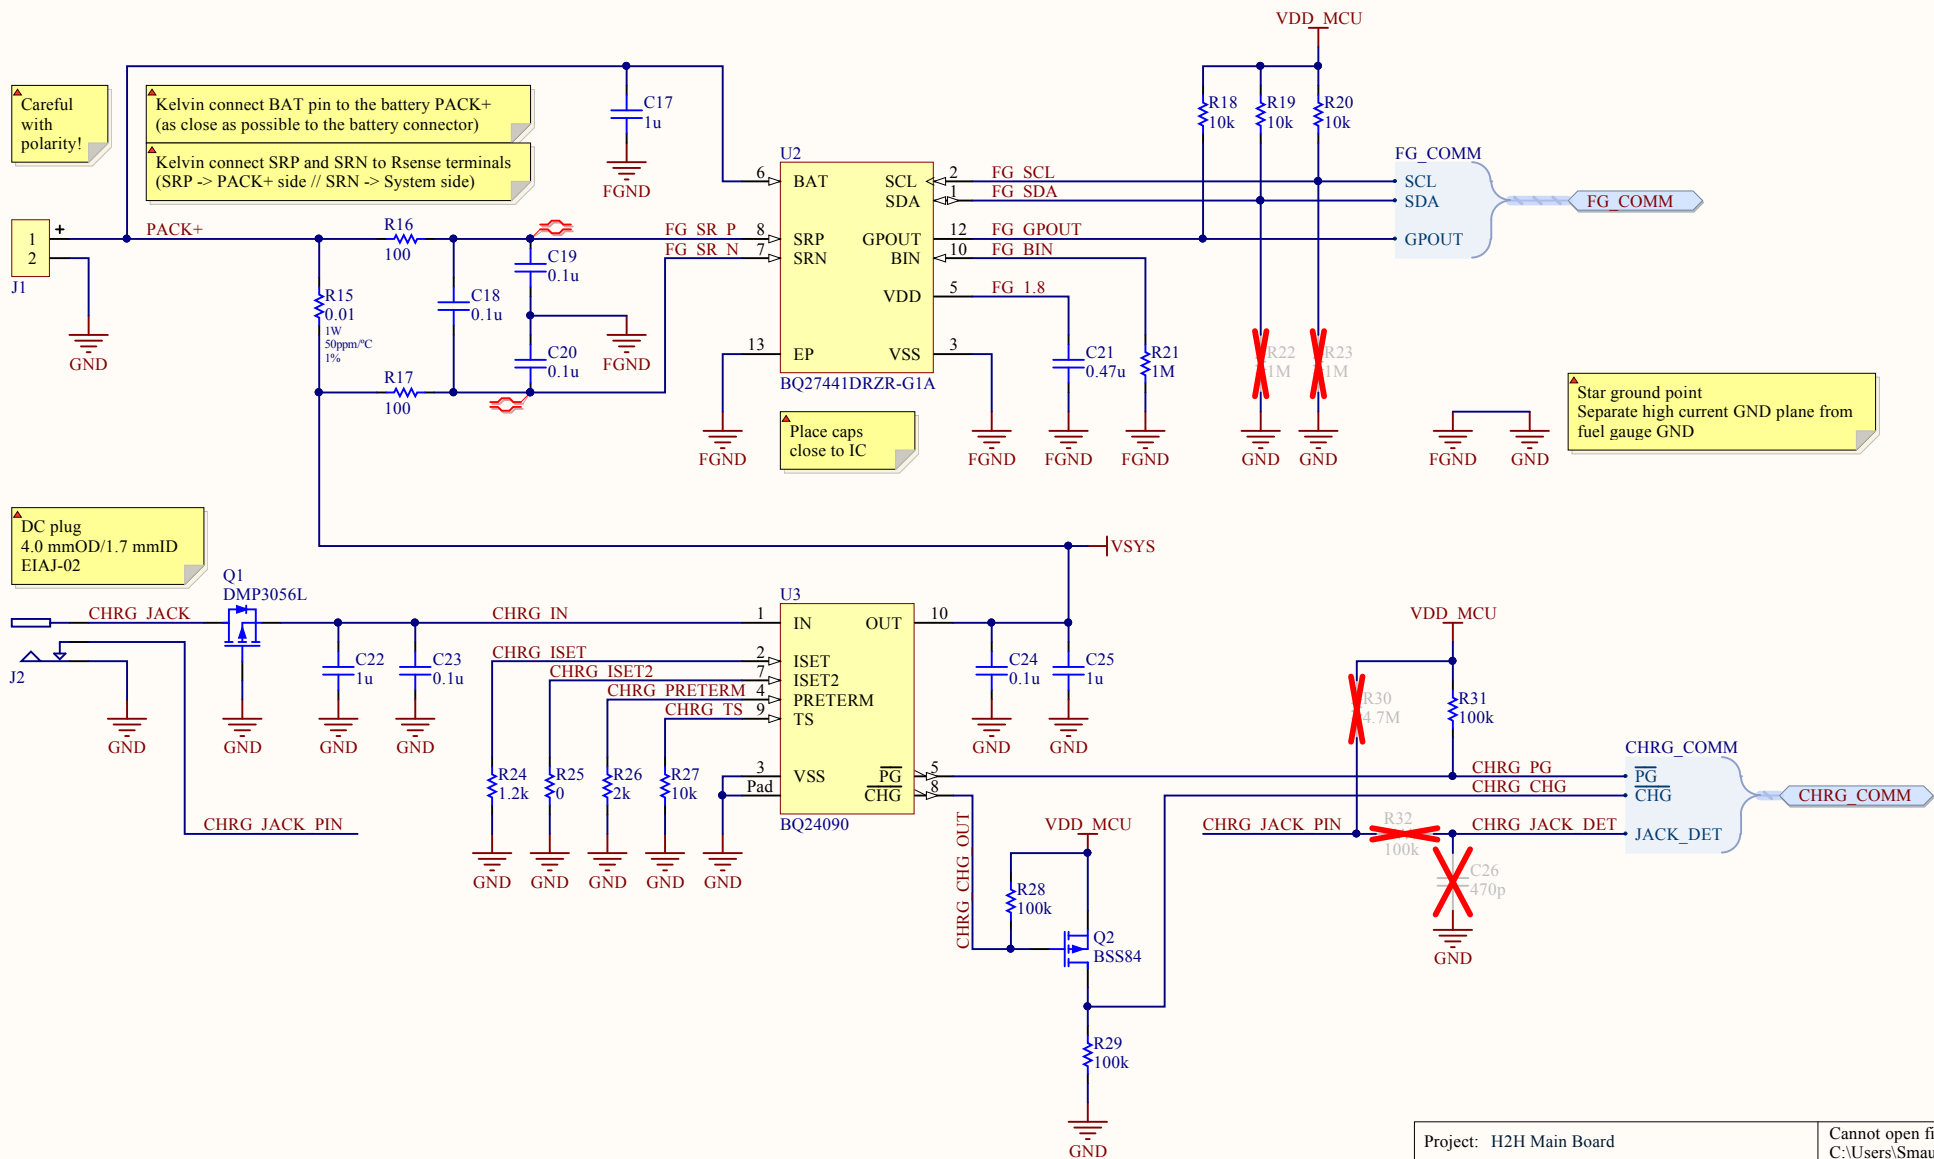 VDD_MCU
Careful
with
polarity!
Kelvin connect BAT pin to the battery PACK+
(as close as possible to the battery connector)
Kelvin connect SRP and SRN to Rsense terminals
(SRP -> PACK+ side // SRN -> System side)
C17
1u
FGND
R18
10k
R19
10k
R20
10k
U2
6
BAT
8
SRP
7
SRN
13
EP
SCL
2
SDA
1
GPOUT
12
BIN
10
VDD
5
VSS
3
BQ27441DRZR-G1A
FG_SCL
FG_SDA
FG_GPOUT
FG_BIN
FG_1.8
FG_COMM
SCL
SDA
GPOUT
FG_COMM
1
2
+
J1
GND
PACK+
R16
100
R15
0.01
1W
50ppm/ºC
1%
R17
100
C18
0.1u
C19
0.1u
C20
0.1u
FGND
FG_SR_P
FG_SR_N
FGND
Place caps
close to IC
FGND
C21
0.47u
FGND
R21
1M
FGND
R22
1M
GND
R23
1M
GND
FGND
GND
Star ground point
Separate high current GND plane from
fuel gauge GND
VSYS
DC plug
4.0 mmOD/1.7 mmID
EIAJ-02
Q1
DMP3056L
CHRG_JACK
J2
GND
GND
CHRG_JACK_PIN
C22
1u
GND
C23
0.1u
GND
CHRG_IN
CHRG_ISET
CHRG_ISET2
CHRG_PRETERM
CHRG_TS
R24
1.2k
GND
R25
0
GND
R26
2k
GND
R27
10k
GND
GND
U3
1
IN
2
ISET
7
ISET2
4
PRETERM
9
TS
3
VSS
Pad
OUT
10
PG
5
CHG
8
BQ24090
C24
0.1u
GND
C25
1u
GND
CHRG_CHG_OUT
VDD_MCU
R28
100k
Q2
BSS84
R29
100k
GND
VDD_MCU
R30
4.7M
R31
100k
CHRG_PG
CHRG_CHG
CHRG_JACK_PIN
R32
100k
CHRG_JACK_DET
C26
470p
GND
CHRG_COMM
PG
CHG
JACK_DET
CHRG_COMM
Project: H2H Main Board
Cannot open fi
C:\Users\Smau